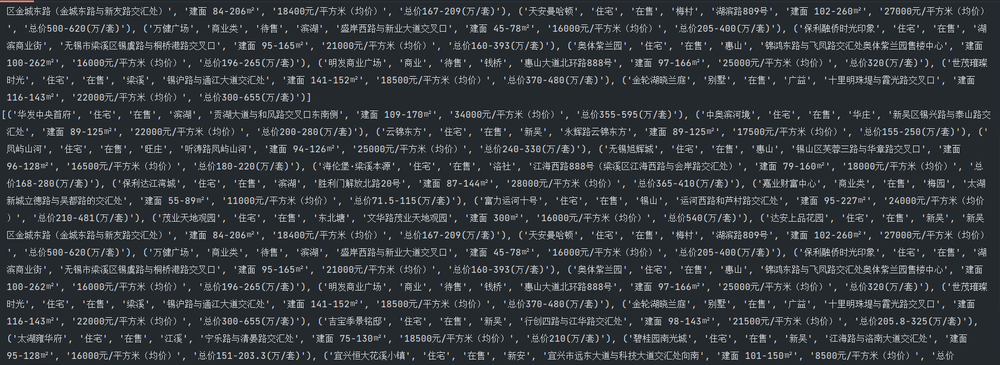 区金城东路（金城东路与新友路交汇处）', '建面 84-206㎡', '18400元/平方米（均价）', '总价167-209(万/套)'), ('天安曼哈顿', '住宅', '在售', '梅村', '湖滨路809号', '建面 102-260㎡', '27000元/平方米（均价）
', '总价500-620(万/套)'), ('万健广场', '商业类', '待售', '滨湖', '盛岸西路与新业大道交叉口', '建面 45-78㎡', '16000元/平方米（均价）', '总价205-400(万/套)'), ('保利融侨时光印象', '住宅', '在售', '湖
滨商业街', '无锡市梁溪区锡虞路与桐桥港路交叉口', '建面 95-165㎡', '21000元/平方米（均价）', '总价160-393(万/套)'), ('奥体紫兰园', '住宅', '在售', '惠山', '锦鸿东路与飞凤路交汇处奥体紫兰园售楼中心', '建面
100-262㎡', '16000元/平方米（均价）', '总价196-265(万/套)'), ('明发商业广场', '商业', '待售', '钱桥', '惠山大道北环路888号', '建面 97-166㎡', '25000元/平方米（均价）', '总价320(万/套)'), ('世茂璀璨
时光', '住宅', '在售', '梁溪', '锡沪路与通江大道交汇处', '建面 141-152㎡', '18500元/平方米（均价）', '总价370-480(万/套)'), ('金轮湖晓兰庭', '别墅', '在售', '广益', '十里明珠堤与霞光路交叉口', '建面
116-143㎡', '22000元/平方米（均价）', '总价300-655(万/套)')]
[('华发中央首府', '住宅', '在售', '滨湖', '贡湖大道与和风路交叉口东南侧', '建面 109-170㎡', '34000元/平方米（均价）', '总价355-595(万/套)'), ('中奥滨河境', '住宅', '在售', '华庄', '新吴区锡兴路与泰山路交
汇处', '建面 89-125㎡', '22000元/平方米（均价）', '总价200-280(万/套)'), ('云锦东方', '住宅', '在售', '新吴', '永辉路云锦东方', '建面 89-125㎡', '17500元/平方米（均价）', '总价155-250(万/套)'), ('
凤屿山河', '住宅', '在售', '旺庄', '听涛路凤屿山河', '建面 94-126㎡', '25000元/平方米（均价）', '总价240-330(万/套)'), ('无锡旭辉城', '住宅', '在售', '惠山', '锡山区芙蓉三路与华章路交叉口', '建面
96-128㎡', '16500元/平方米（均价）', '总价180-220(万/套)'), ('海伦堡·梁溪本源', '住宅', '在售', '洛社', '江海西路888号（梁溪区江海西路与会岸路交汇处）', '建面 79-160㎡', '18000元/平方米（均价）', '总
价168-280(万/套)'), ('保利达江湾城', '住宅', '在售', '滨湖', '胜利门解放北路20号', '建面 87-144㎡', '28000元/平方米（均价）', '总价365-410(万/套)'), ('嘉业财富中心', '商业类', '在售', '梅园', '太湖
新城立德路与吴都路的交汇处', '建面 55-89㎡', '11000元/平方米（均价）', '总价71.5-115(万/套)'), ('富力运河十号', '住宅', '在售', '锡山', '运河西路和芦村路交汇处', '建面 95-227㎡', '24000元/平方米（均价
）', '总价210-481(万/套)'), ('茂业天地观园', '住宅', '在售', '东北塘', '文华路茂业天地观园', '建面 300㎡', '16000元/平方米（均价）', '总价540(万/套)'), ('达安上品花园', '住宅', '在售', '新吴', '新吴
区金城东路（金城东路与新友路交汇处）', '建面 84-206㎡', '18400元/平方米（均价）', '总价167-209(万/套)'), ('天安曼哈顿', '住宅', '在售', '梅村', '湖滨路809号', '建面 102-260㎡', '27000元/平方米（均价）
', '总价500-620(万/套)'), ('万健广场', '商业类', '待售', '滨湖', '盛岸西路与新业大道交叉口', '建面 45-78㎡', '16000元/平方米（均价）', '总价205-400(万/套)'), ('保利融侨时光印象', '住宅', '在售', '湖
滨商业街', '无锡市梁溪区锡虞路与桐桥港路交叉口', '建面 95-165㎡', '21000元/平方米（均价）', '总价160-393(万/套)'), ('奥体紫兰园', '住宅', '在售', '惠山', '锦鸿东路与飞凤路交汇处奥体紫兰园售楼中心', '建面
100-262㎡', '16000元/平方米（均价）', '总价196-265(万/套)'), ('明发商业广场', '商业', '待售', '钱桥', '惠山大道北环路888号', '建面 97-166㎡', '25000元/平方米（均价）', '总价320(万/套)'), ('世茂璀璨
时光', '住宅', '在售', '梁溪', '锡沪路与通江大道交汇处', '建面 141-152㎡', '18500元/平方米（均价）', '总价370-480(万/套)'), ('金轮湖晓兰庭', '别墅', '在售', '广益', '十里明珠堤与霞光路交叉口', '建面
116-143㎡', '22000元/平方米（均价）', '总价300-655(万/套)'), ('吉宝季景铭邸', '住宅', '在售', '新吴', '行创四路与江华路交汇处', '建面 98-143㎡', '21500元/平方米（均价）', '总价205.8-325(万/套)'),
('太湖雍华府', '住宅', '在售', '江溪', '宁乐路与清晏路交汇处', '建面 75-130㎡', '18500元/平方米（均价）', '总价210(万/套)'), ('碧桂园南光城', '住宅', '在售', '新吴', '江海路与洛南大道交汇处', '建面
95-128㎡', '16000元/平方米（均价）', '总价151-203.3(万/套)'), ('宜兴恒大花溪小镇', '住宅', '在售', '新安', '宜兴市远东大道与科技大道交汇处向南', '建面 101-150㎡', '8500元/平方米（均价）', '总价